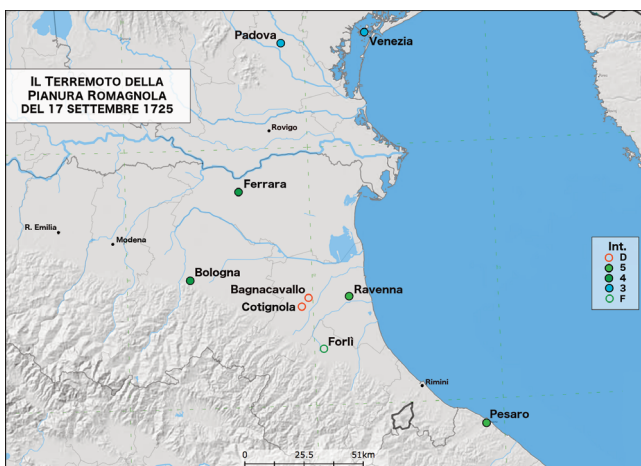 Padova
Venezia
IL TERREMOTO DELLA
PIANURA ROMAGNOLA
DEL 17 SETTEMBRE 1725
Rovigo
Ferrara
R. Emilia
Modena
Int.
D
5
4
3
F
Bologna
Bagnacavallo
Ravenna
Cotignola
Forlì
Rimini
Pesaro
0 25.5 51km